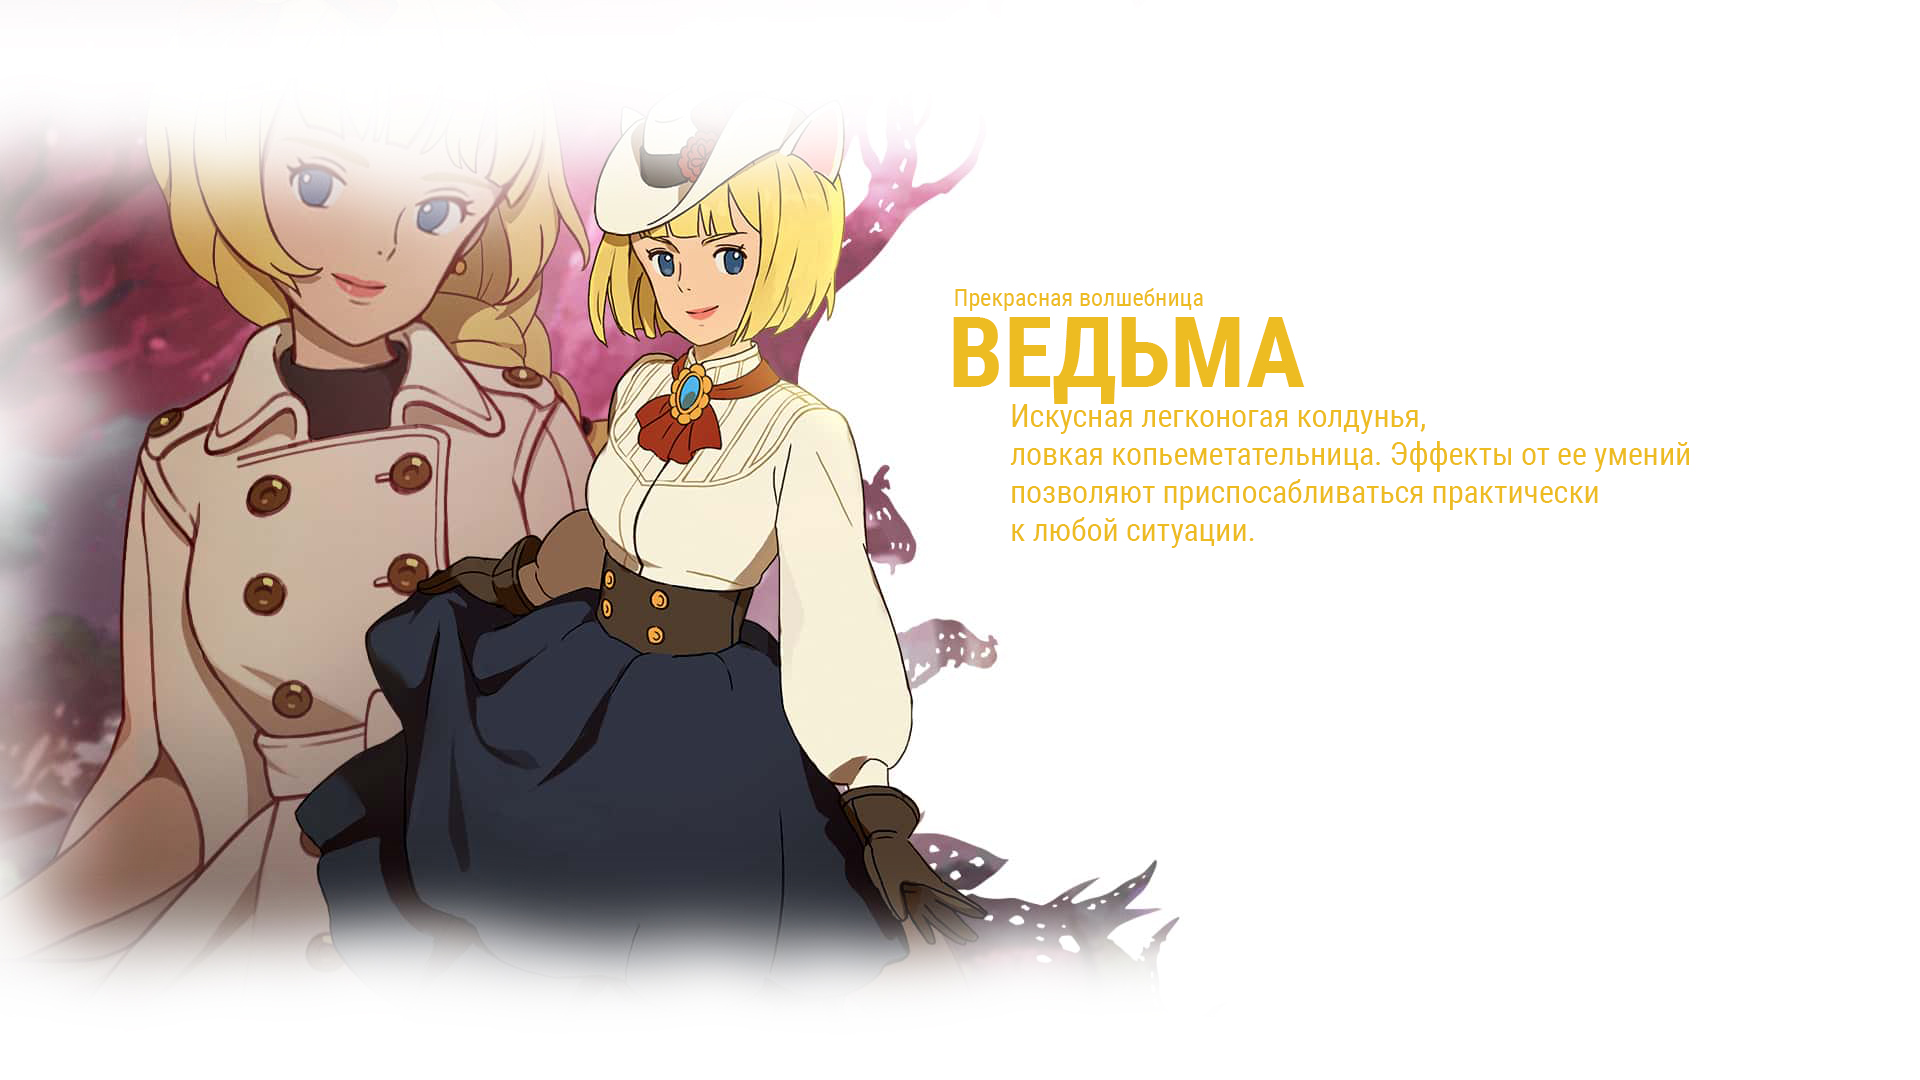 Прекрасная волшебница
ВЕДЬМА
Искусная легконогая колдунья,
ловкая копьеметательница. Эффекты от ее умений
позволяют приспосабливаться практически
к любой ситуации.